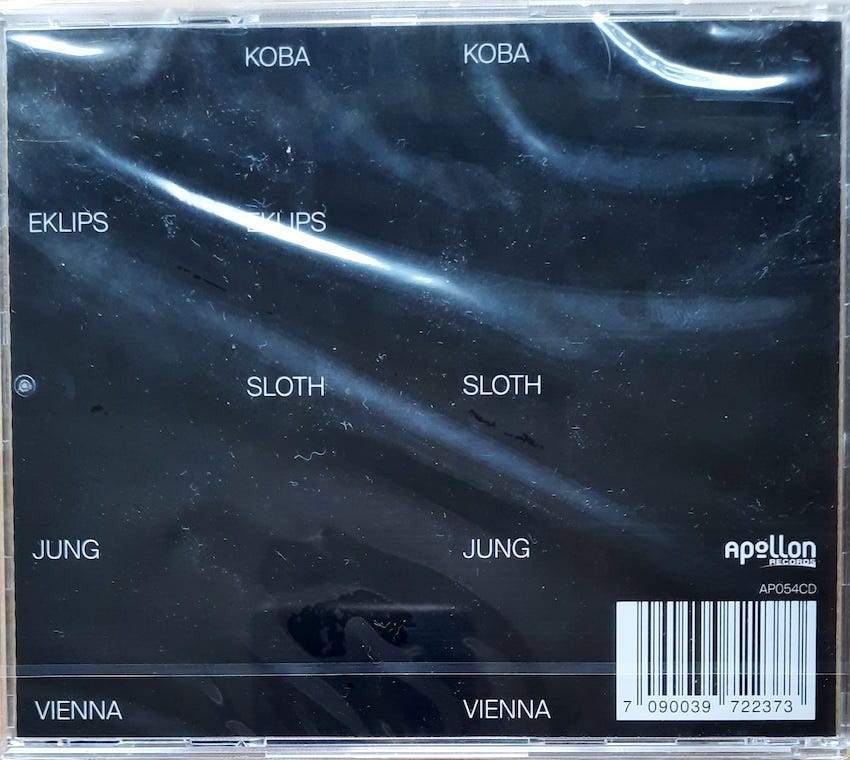 KOBA KOBA
EKLIPS EKLIPS
SLOTH SLOTH
JUNG JUNG
apollon
RECORDS
AP054CD
7 090039 722373
VIENNA VIENNA